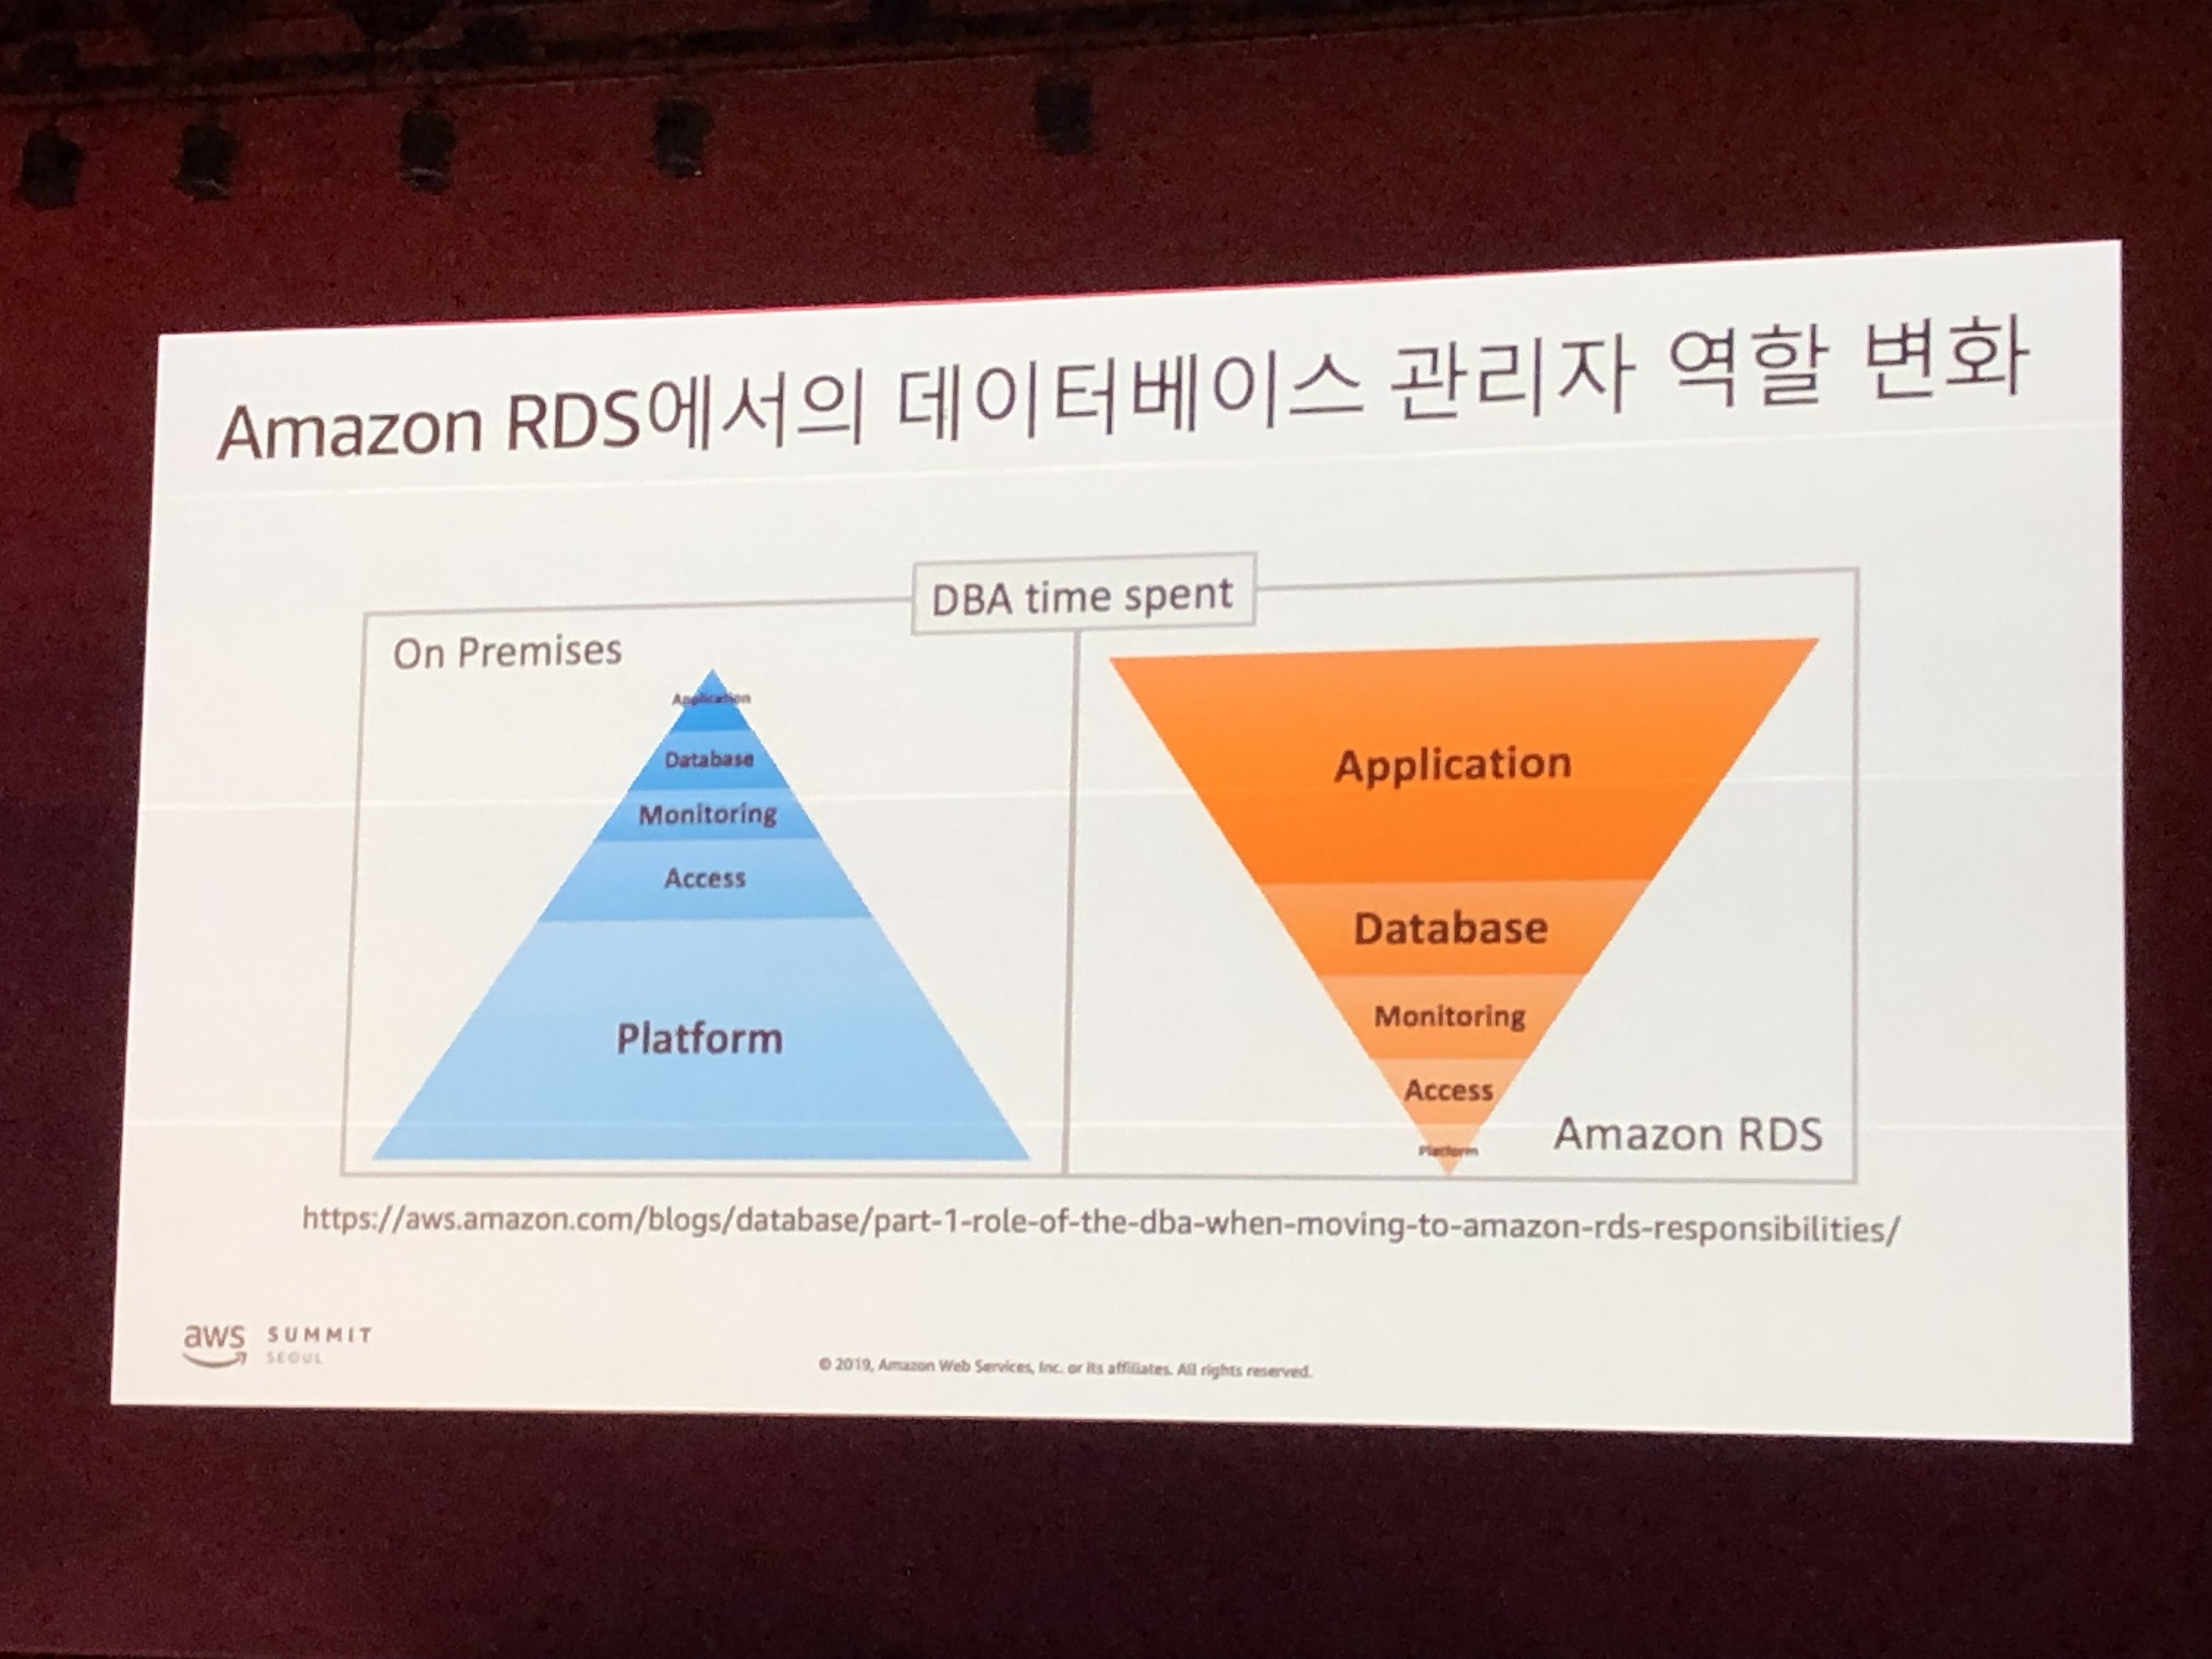 Amazon RDS에서의 데이터베이스 관리자 역할 변화
DBA time spent
On Premises
Application
Database
Monitoring
Access
Platform
Application
Database
Monitoring
Access
Platform
Amazon RDS
https://aws.amazon.com/blogs/database/part-1-role-of-the-dba-when-moving-to-amazon-rds-responsibilities/
aws SUMMIT
SEOUL
© 2019, Amazon Web Services, Inc. or its affiliates. All rights reserved.